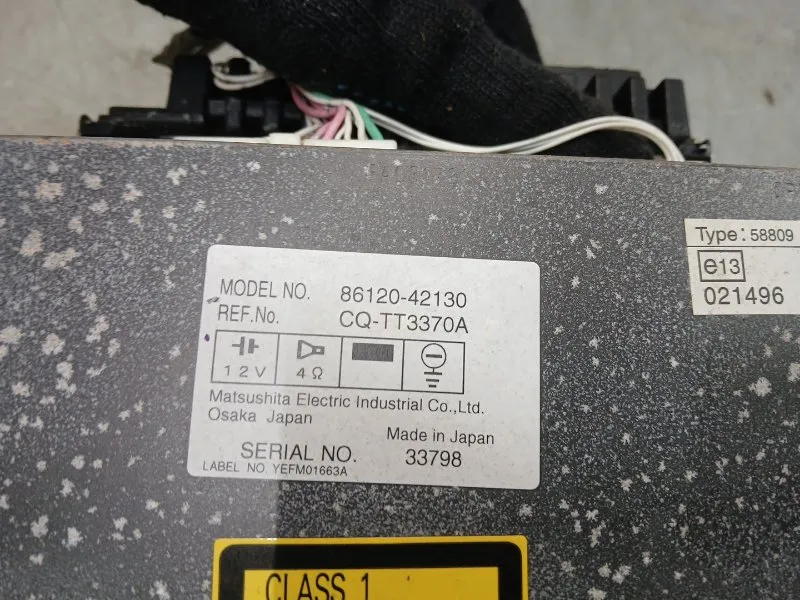 MODEL NO. 86120-42130
REF.No. CQ-TT3370A
12V 4Ω
Matsushita Electric Industrial Co.,Ltd.
Osaka Japan
Made in Japan
SERIAL NO. 33798
LABEL NO. YEFM01663A
Type: 58809
e13
021496
CLASS 1